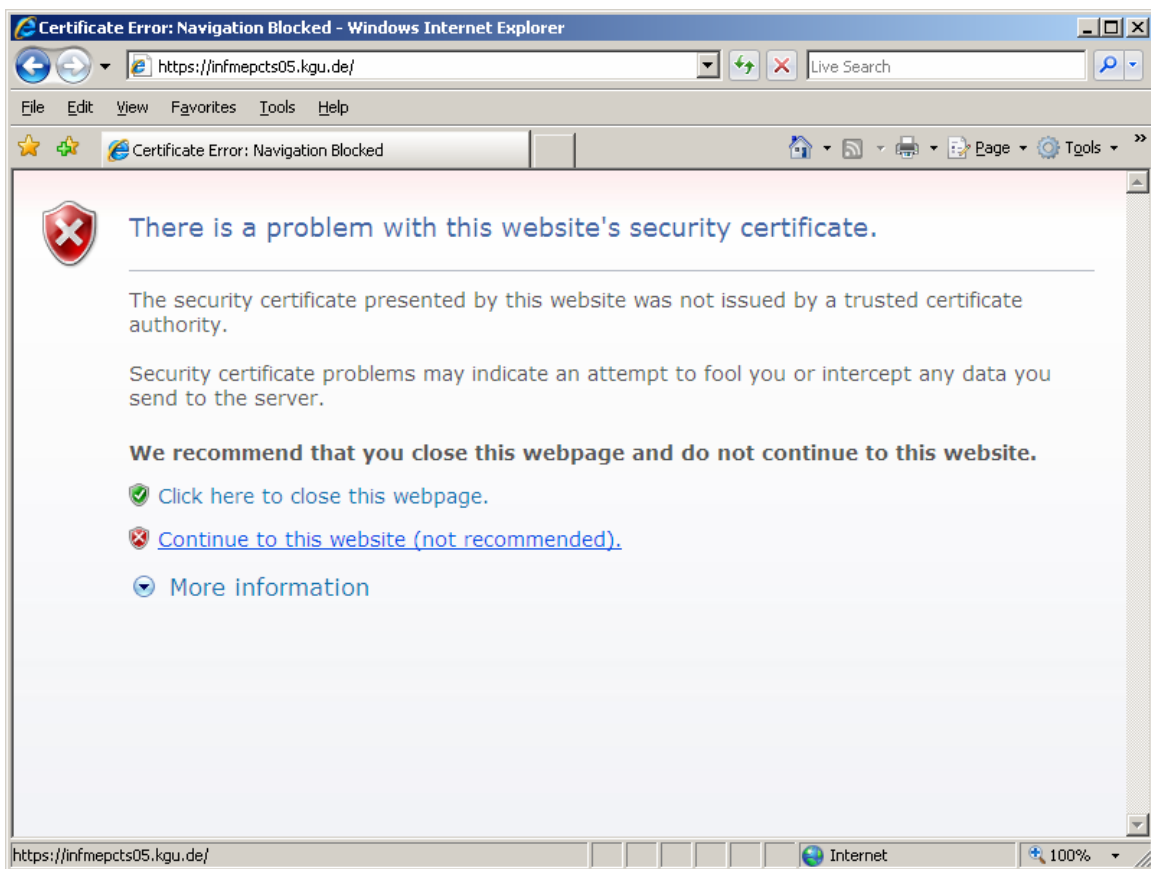 Certificate Error: Navigation Blocked - Windows Internet Explorer
https://infmepcts05.kgu.de/
Live Search
File Edit View Favorites Tools Help
Certificate Error: Navigation Blocked
Page Tools »
There is a problem with this website's security certificate.
The security certificate presented by this website was not issued by a trusted certificate
authority.
Security certificate problems may indicate an attempt to fool you or intercept any data you
send to the server.
We recommend that you close this webpage and do not continue to this website.
Click here to close this webpage.
Continue to this website (not recommended).
More information
https://infmepcts05.kgu.de/ Internet 100%